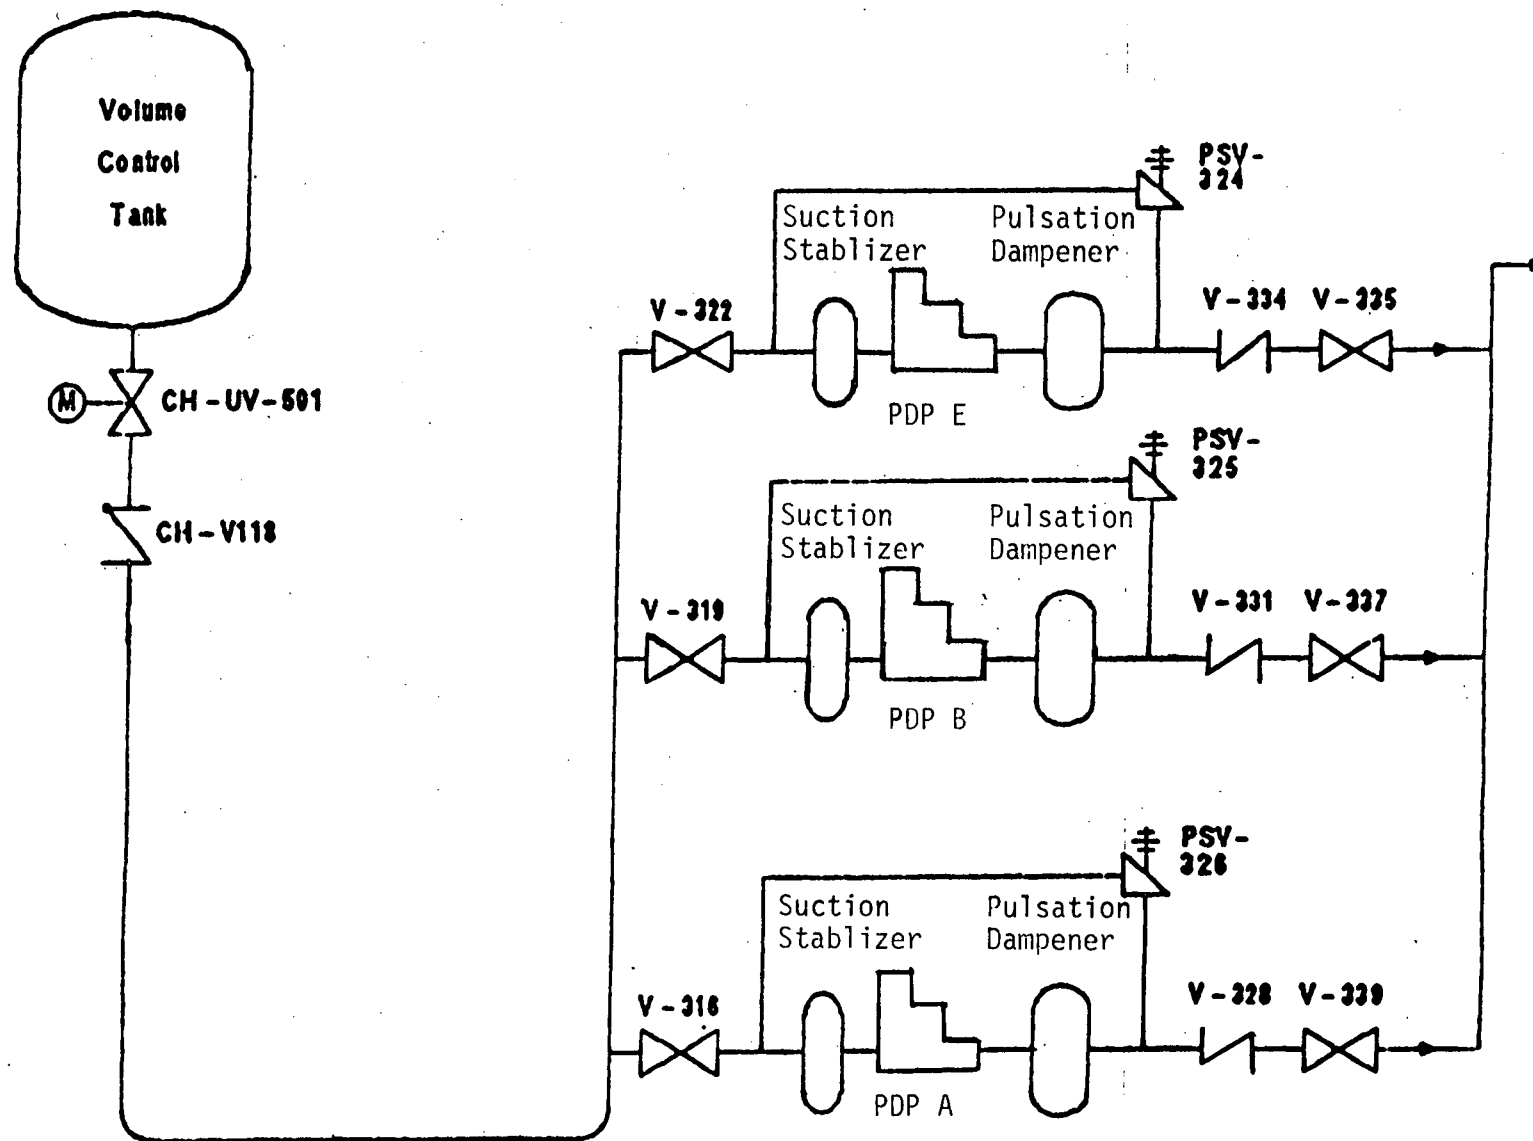 Volume
Control
Tank
CH-UV-501
M
CH-V118
PSV-
324
Suction
Stablizer
Pulsation
Dampener
V-322
V-334
V-335
PDP E
PSV-
325
Suction
Stablizer
Pulsation
Dampener
V-319
V-331
V-337
PDP B
PSV-
326
Suction
Stablizer
Pulsation
Dampener
V-316
V-328
V-339
PDP A